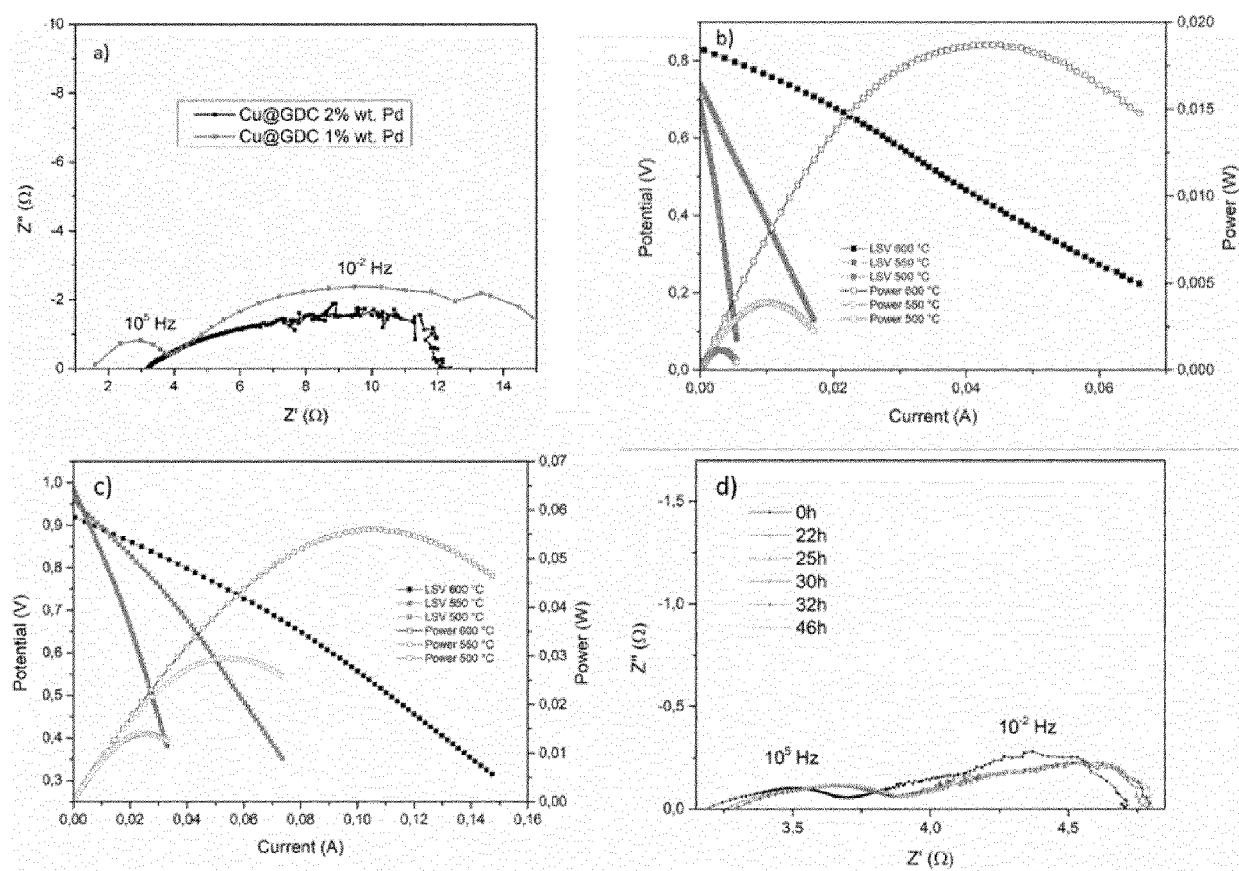 a)
-10
-8
-6
-4
-2
0
Z'' (Ω)
Cu@GDC 2% wt. Pd
Cu@GDC 1% wt. Pd
10⁵ Hz
10⁻² Hz
2 4 6 8 10 12 14
Z' (Ω)
b)
0,8
0,6
0,4
0,2
0,0
Potential (V)
LSV 600 °C
LSV 550 °C
LSV 500 °C
Power 600 °C
Power 550 °C
Power 500 °C
0,020
0,015
0,010
0,005
0,000
Power (W)
0,00 0,02 0,04 0,06
Current (A)
c)
1,0
0,9
0,8
0,7
0,6
0,5
0,4
0,3
Potential (V)
LSV 600 °C
LSV 550 °C
LSV 500 °C
Power 600 °C
Power 550 °C
Power 500 °C
0,07
0,06
0,05
0,04
0,03
0,02
0,01
0,00
Power (W)
0,00 0,02 0,04 0,06 0,08 0,10 0,12 0,14 0,16
Current (A)
d)
-1,5
-1,0
-0,5
0,0
Z'' (Ω)
0h
22h
25h
30h
32h
46h
10⁵ Hz
10⁻² Hz
3,5 4,0 4,5
Z' (Ω)